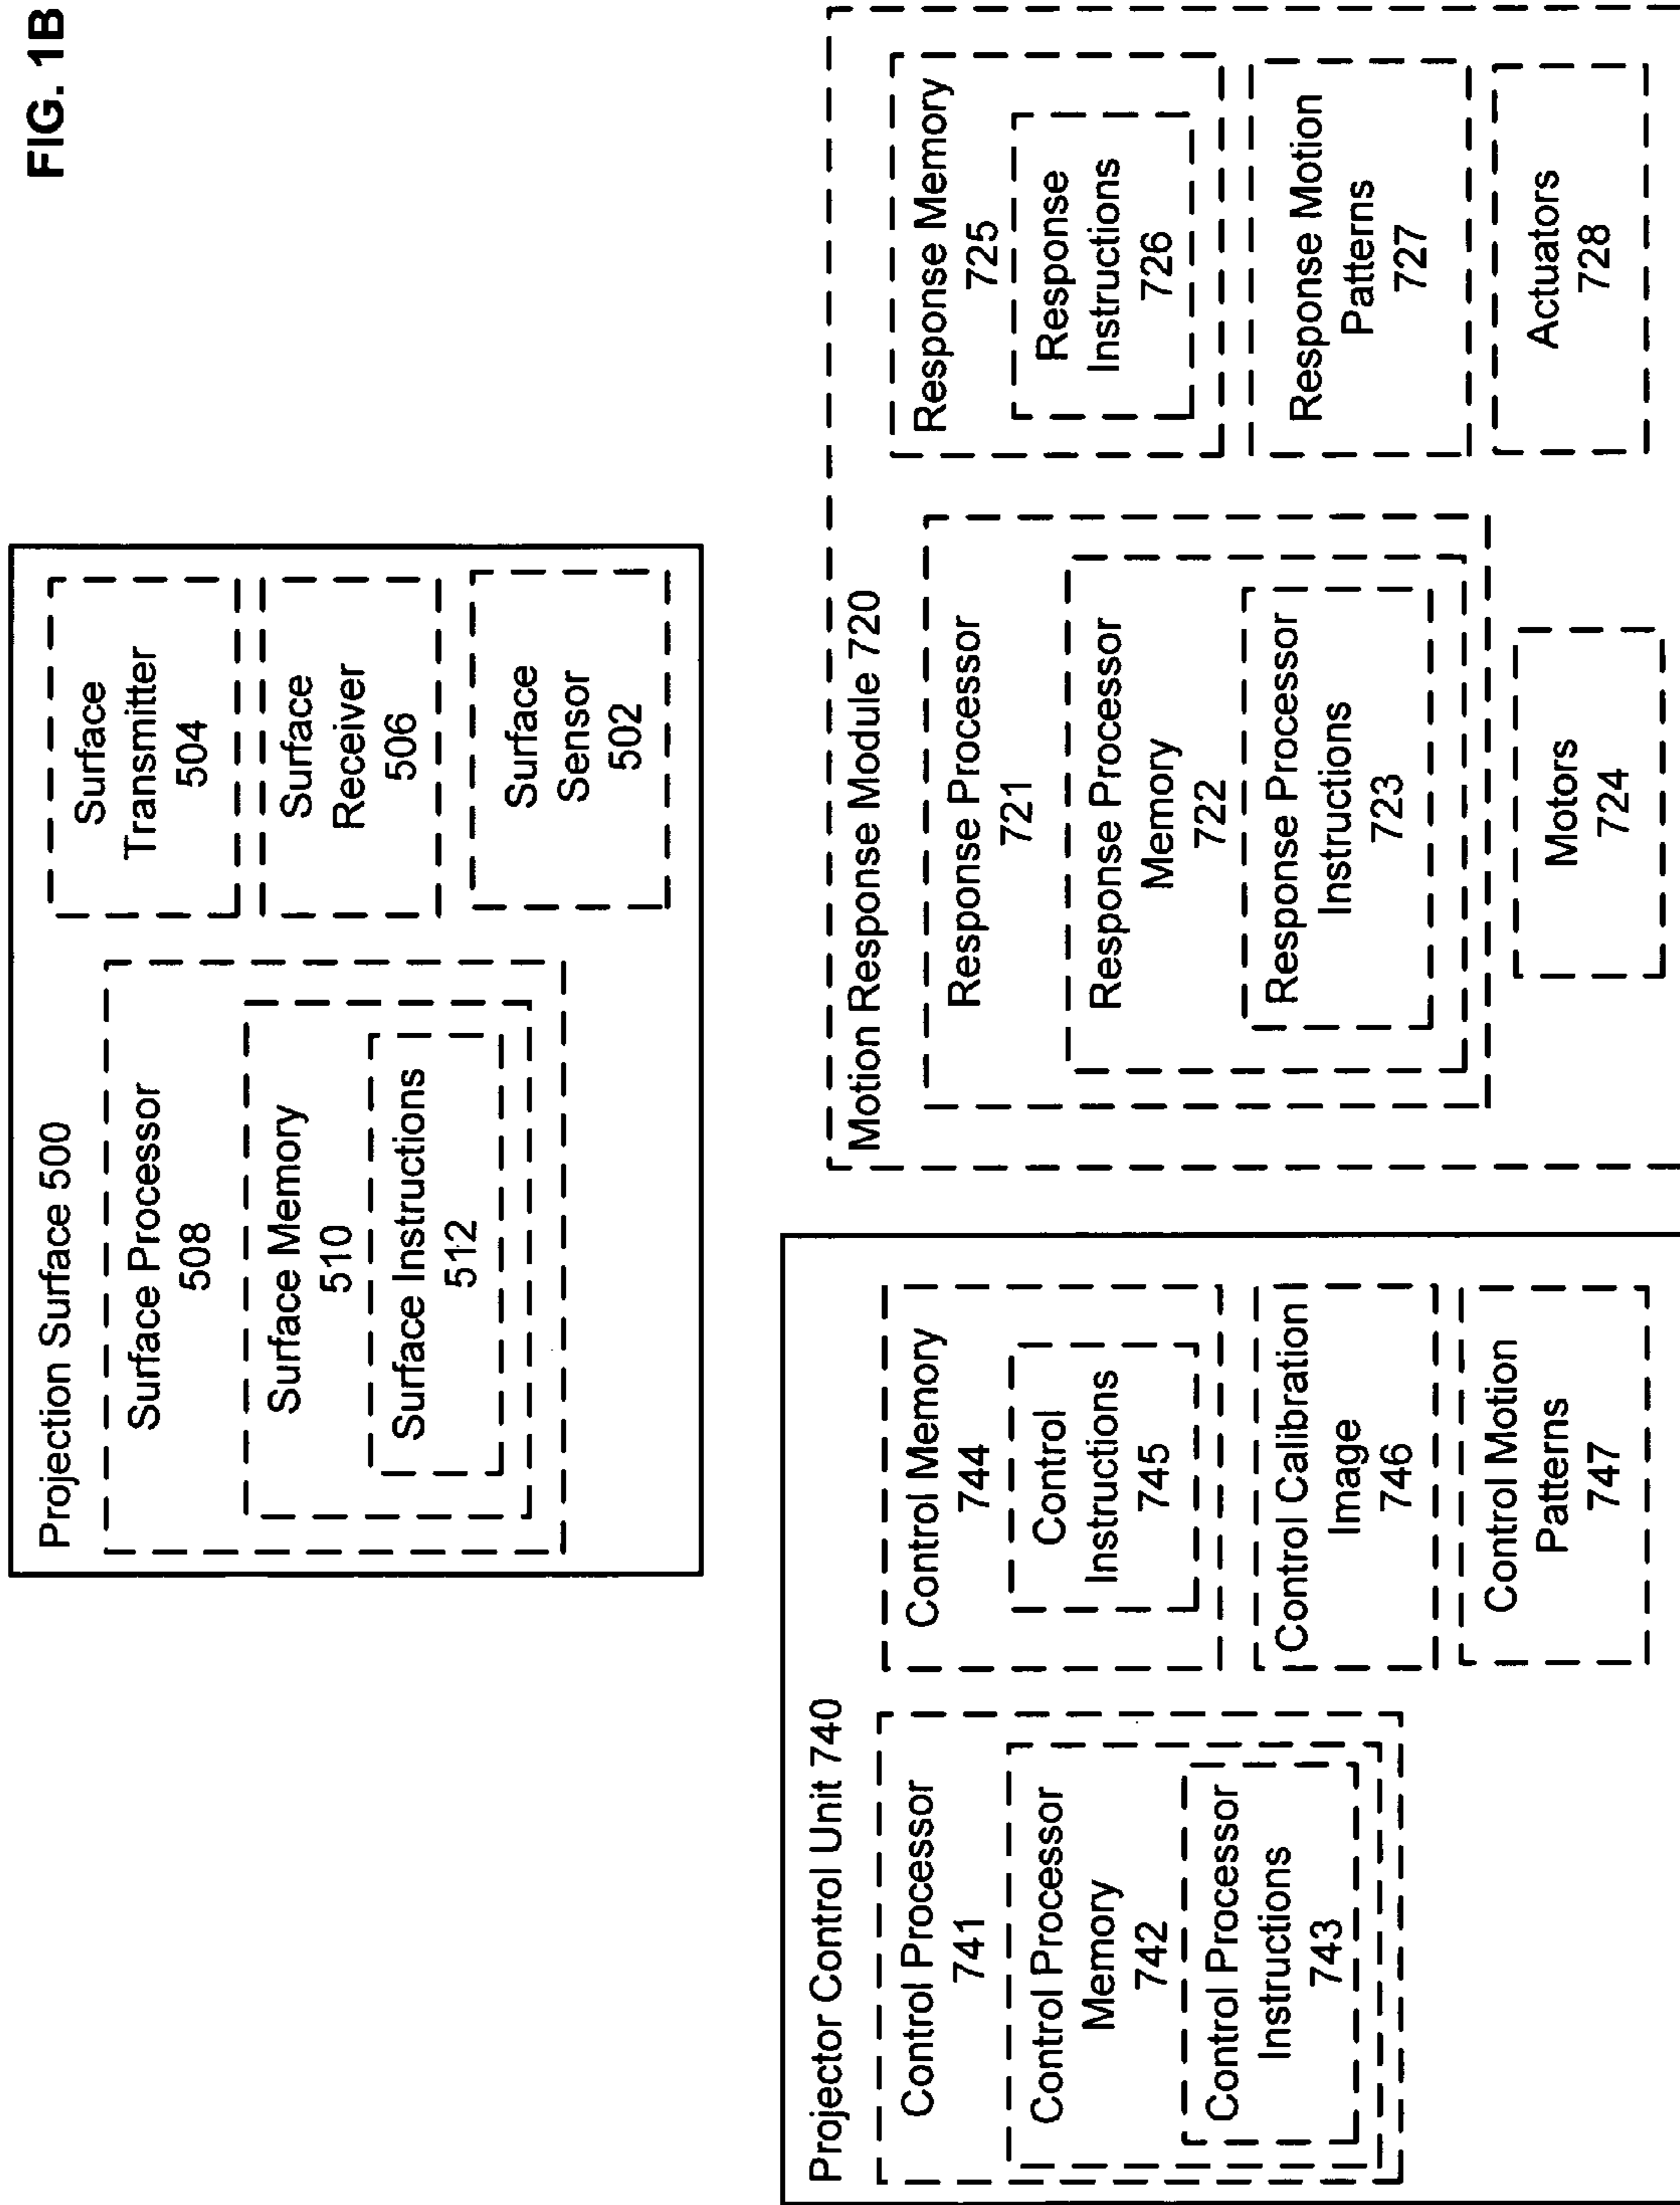 FIG. 1B
Projection Surface 500
Surface Processor
508
Surface Memory
510
Surface Instructions
512
Surface
Transmitter
504
Surface
Receiver
506
Surface
Sensor
502
Projector Control Unit 740
Control Processor
741
Control Processor
Memory
742
Control Processor
Instructions
743
Control Memory
744
Control
Instructions
745
Control Calibration
Image
746
Control Motion
Patterns
747
Motion Response Module 720
Response Processor
721
Response Processor
Memory
722
Response Processor
Instructions
723
Motors
724
Response Memory
725
Response
Instructions
726
Response Motion
Patterns
727
Actuators
728